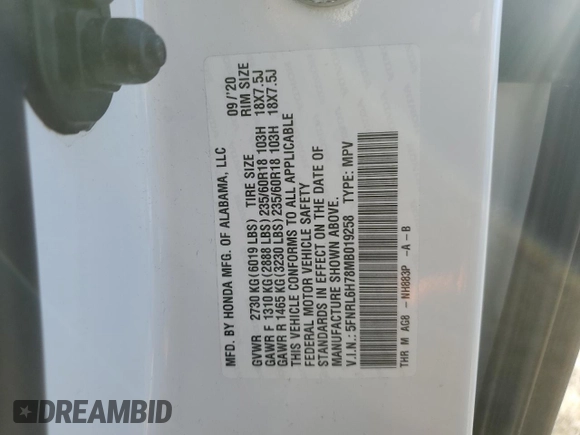 MFD. BY HONDA MFG. OF ALABAMA, LLC 09/'20
GVWR 2730 KG(6019 LBS) TIRE SIZE RIM SIZE
GAWR F 1310 KG(2888 LBS)235/60R18 103H 18X7.5J
GAWR R 1465 KG(3230 LBS)235/60R18 103H 18X7.5J
THIS VEHICLE CONFORMS TO ALL APPLICABLE
FEDERAL MOTOR VEHICLE SAFETY
STANDARDS IN EFFECT ON THE DATE OF
MANUFACTURE SHOWN ABOVE.
V.I.N.: 5FNRL6H78MB019258 TYPE: MPV
THR M AG8 - NH883P -A - B
DREAMBID